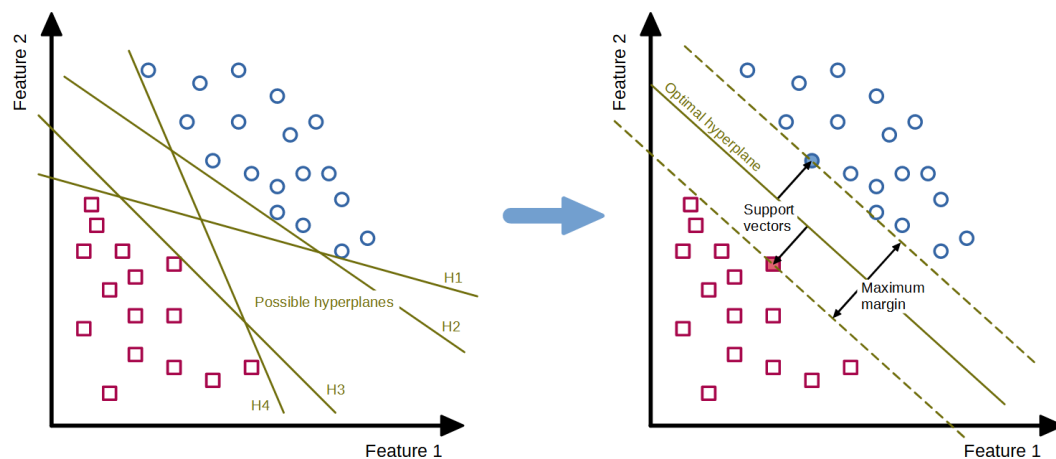 Feature 2
H1
Possible hyperplanes
H2
H3
H4
Feature 1
Feature 2
Optimal hyperplane
Support
vectors
Maximum
margin
Feature 1